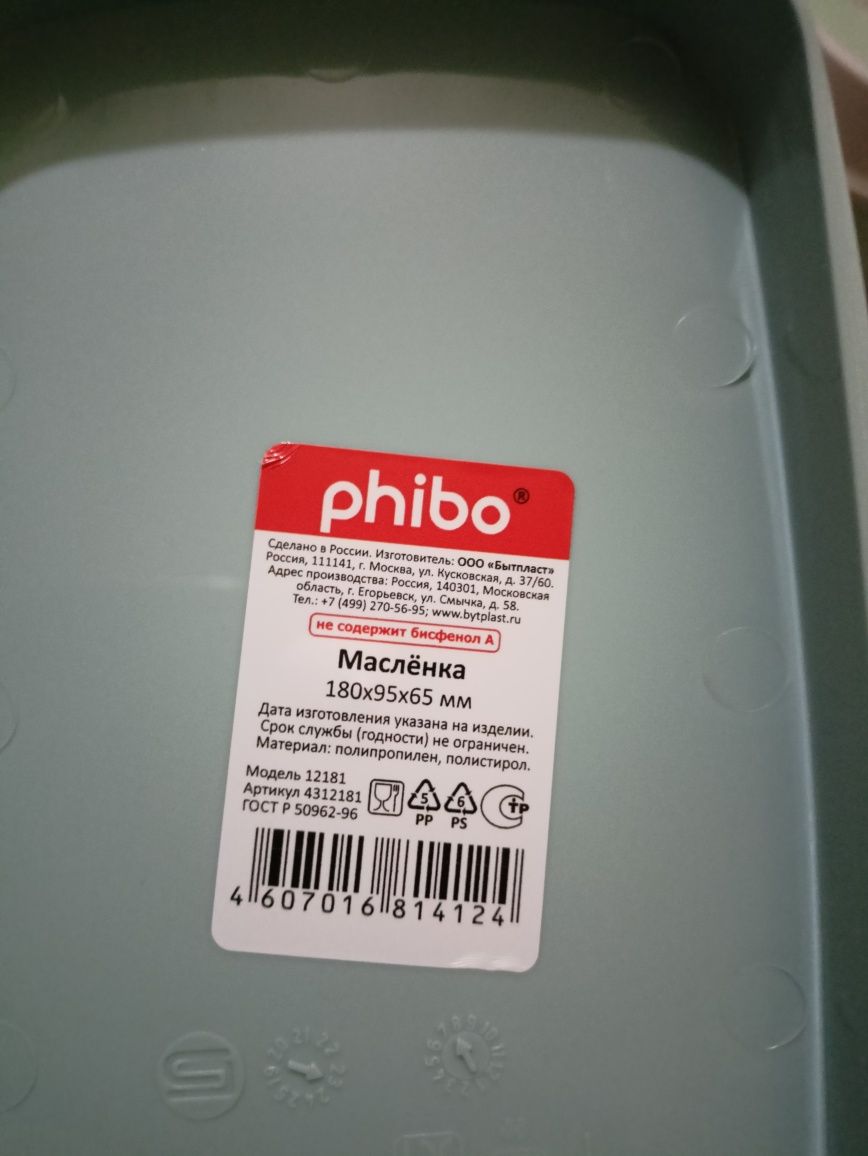 phibo®
Сделано в России. Изготовитель: ООО «Бытпласт»
Россия, 111141, г. Москва, ул. Кусковская, д. 37/60.
Адрес производства: Россия, 140301, Московская
область, г. Егорьевск, ул. Смычка, д. 58.
Тел.: +7 (499) 270-56-95; www.bytplast.ru
не содержит бисфенол А
Маслёнка
180х95х65 мм
Дата изготовления указана на изделии.
Срок службы (годности) не ограничен.
Материал: полипропилен, полистирол.
Модель 12181
Артикул 4312181
ГОСТ Р 50962-96
5
PP
6
PS
4 607016 814124